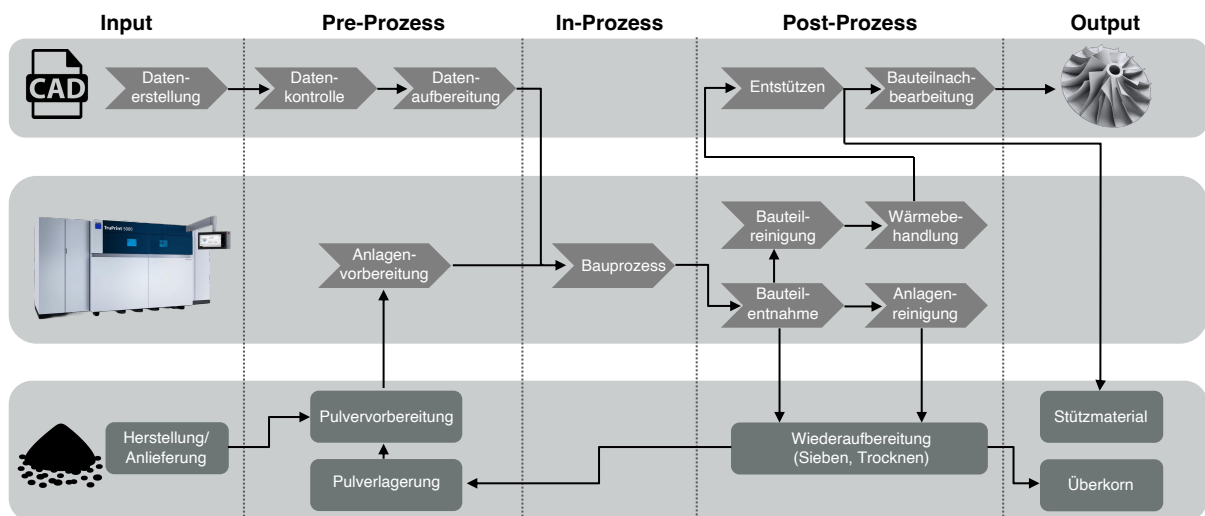 Input
Pre-Prozess
In-Prozess
Post-Prozess
Output
CAD
Daten-
erstellung
Daten-
kontrolle
Daten-
aufbereitung
Entstützen
Bauteilnach-
bearbeitung
TruPrint 5000
Anlagen-
vorbereitung
Bauprozess
Bauteil-
reinigung
Wärmebe-
handlung
Bauteil-
entnahme
Anlagen-
reinigung
Herstellung/
Anlieferung
Pulvervorbereitung
Pulverlagerung
Wiederaufbereitung
(Sieben, Trocknen)
Stützmaterial
Überkorn